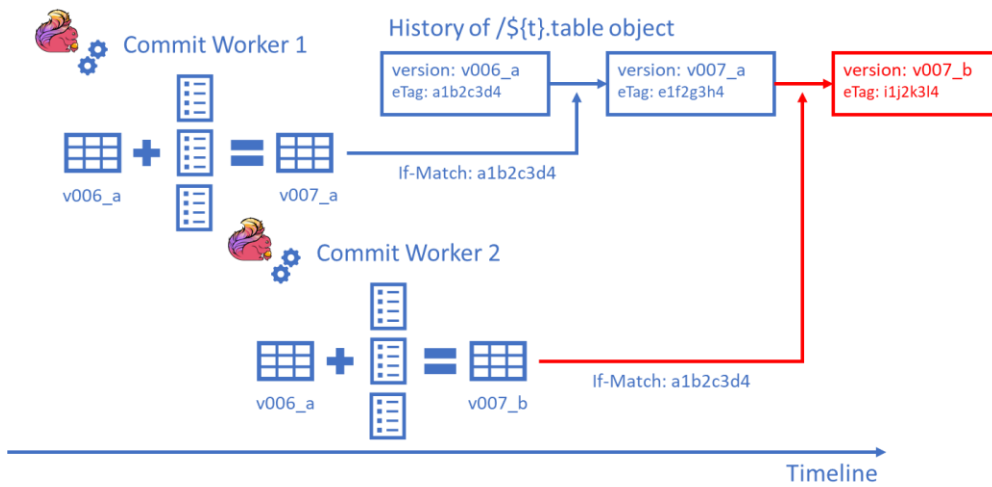 Commit Worker 1
History of /${t}.table object
version: v006_a
eTag: a1b2c3d4
version: v007_a
eTag: e1f2g3h4
version: v007_b
eTag: i1j2k3l4
v006_a
v007_a
If-Match: a1b2c3d4
Commit Worker 2
v006_a
v007_b
If-Match: a1b2c3d4
Timeline